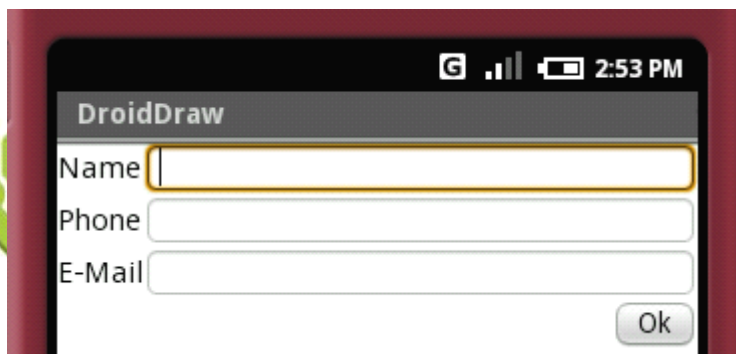 G 2:53 PM
DroidDraw
Name
Phone
E-Mail
Ok